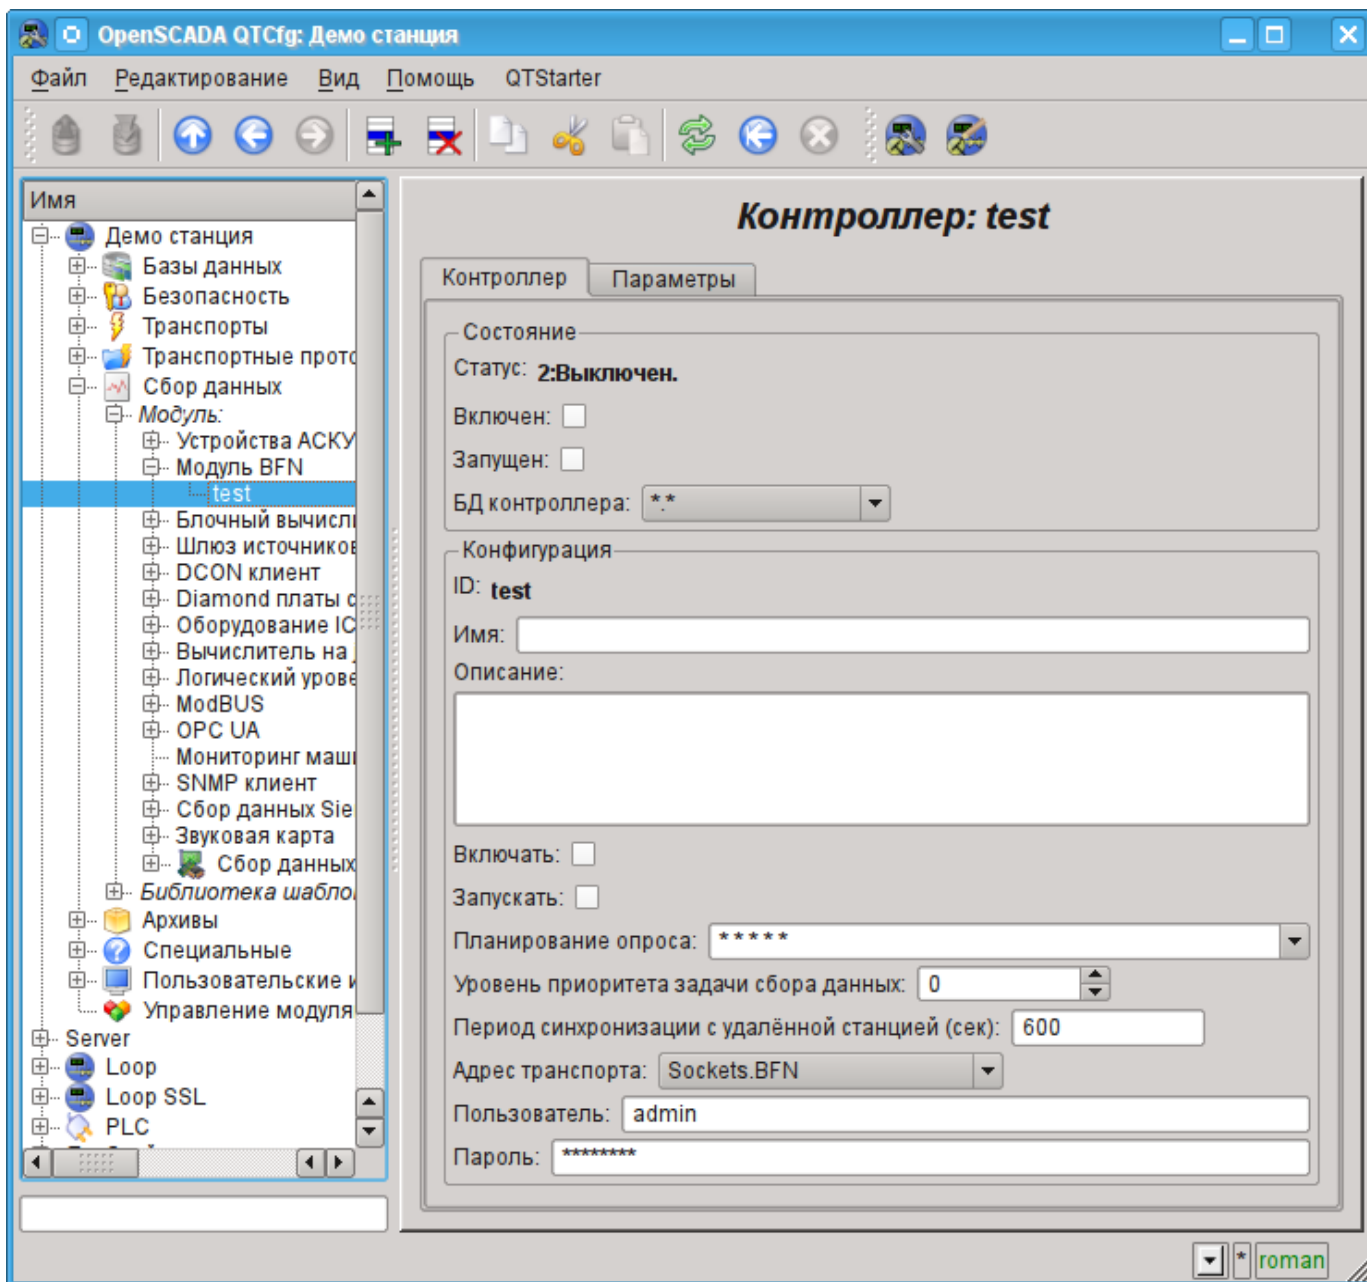 OpenSCADA QTCfg: Демо станция
Файл Редактирование Вид Помощь QTStarter
Имя
Демо станция
Базы данных
Безопасность
Транспорты
Транспортные прото
Сбор данных
Модуль:
Устройства АСКУ
Модуль BFN
test
Блочный вычисли
Шлюз источников
DCON клиент
Diamond платы с
Оборудование IC
Вычислитель на
Логический урове
ModBUS
OPC UA
Мониторинг маши
SNMP клиент
Сбор данных Sie
Звуковая карта
Сбор данных
Библиотека шабло
Архивы
Специальные
Пользовательские и
Управление модуля
Server
Loop
Loop SSL
PLC
Контроллер: test
Контроллер Параметры
Состояние
Статус: 2:Выключен.
Включен:
Запущен:
БД контроллера: *.*
Конфигурация
ID: test
Имя:
Описание:
Включать:
Запускать:
Планирование опроса: * * * * *
Уровень приоритета задачи сбора данных: 0
Период синхронизации с удалённой станцией (сек): 600
Адрес транспорта: Sockets.BFN
Пользователь: admin
Пароль: ********
* roman